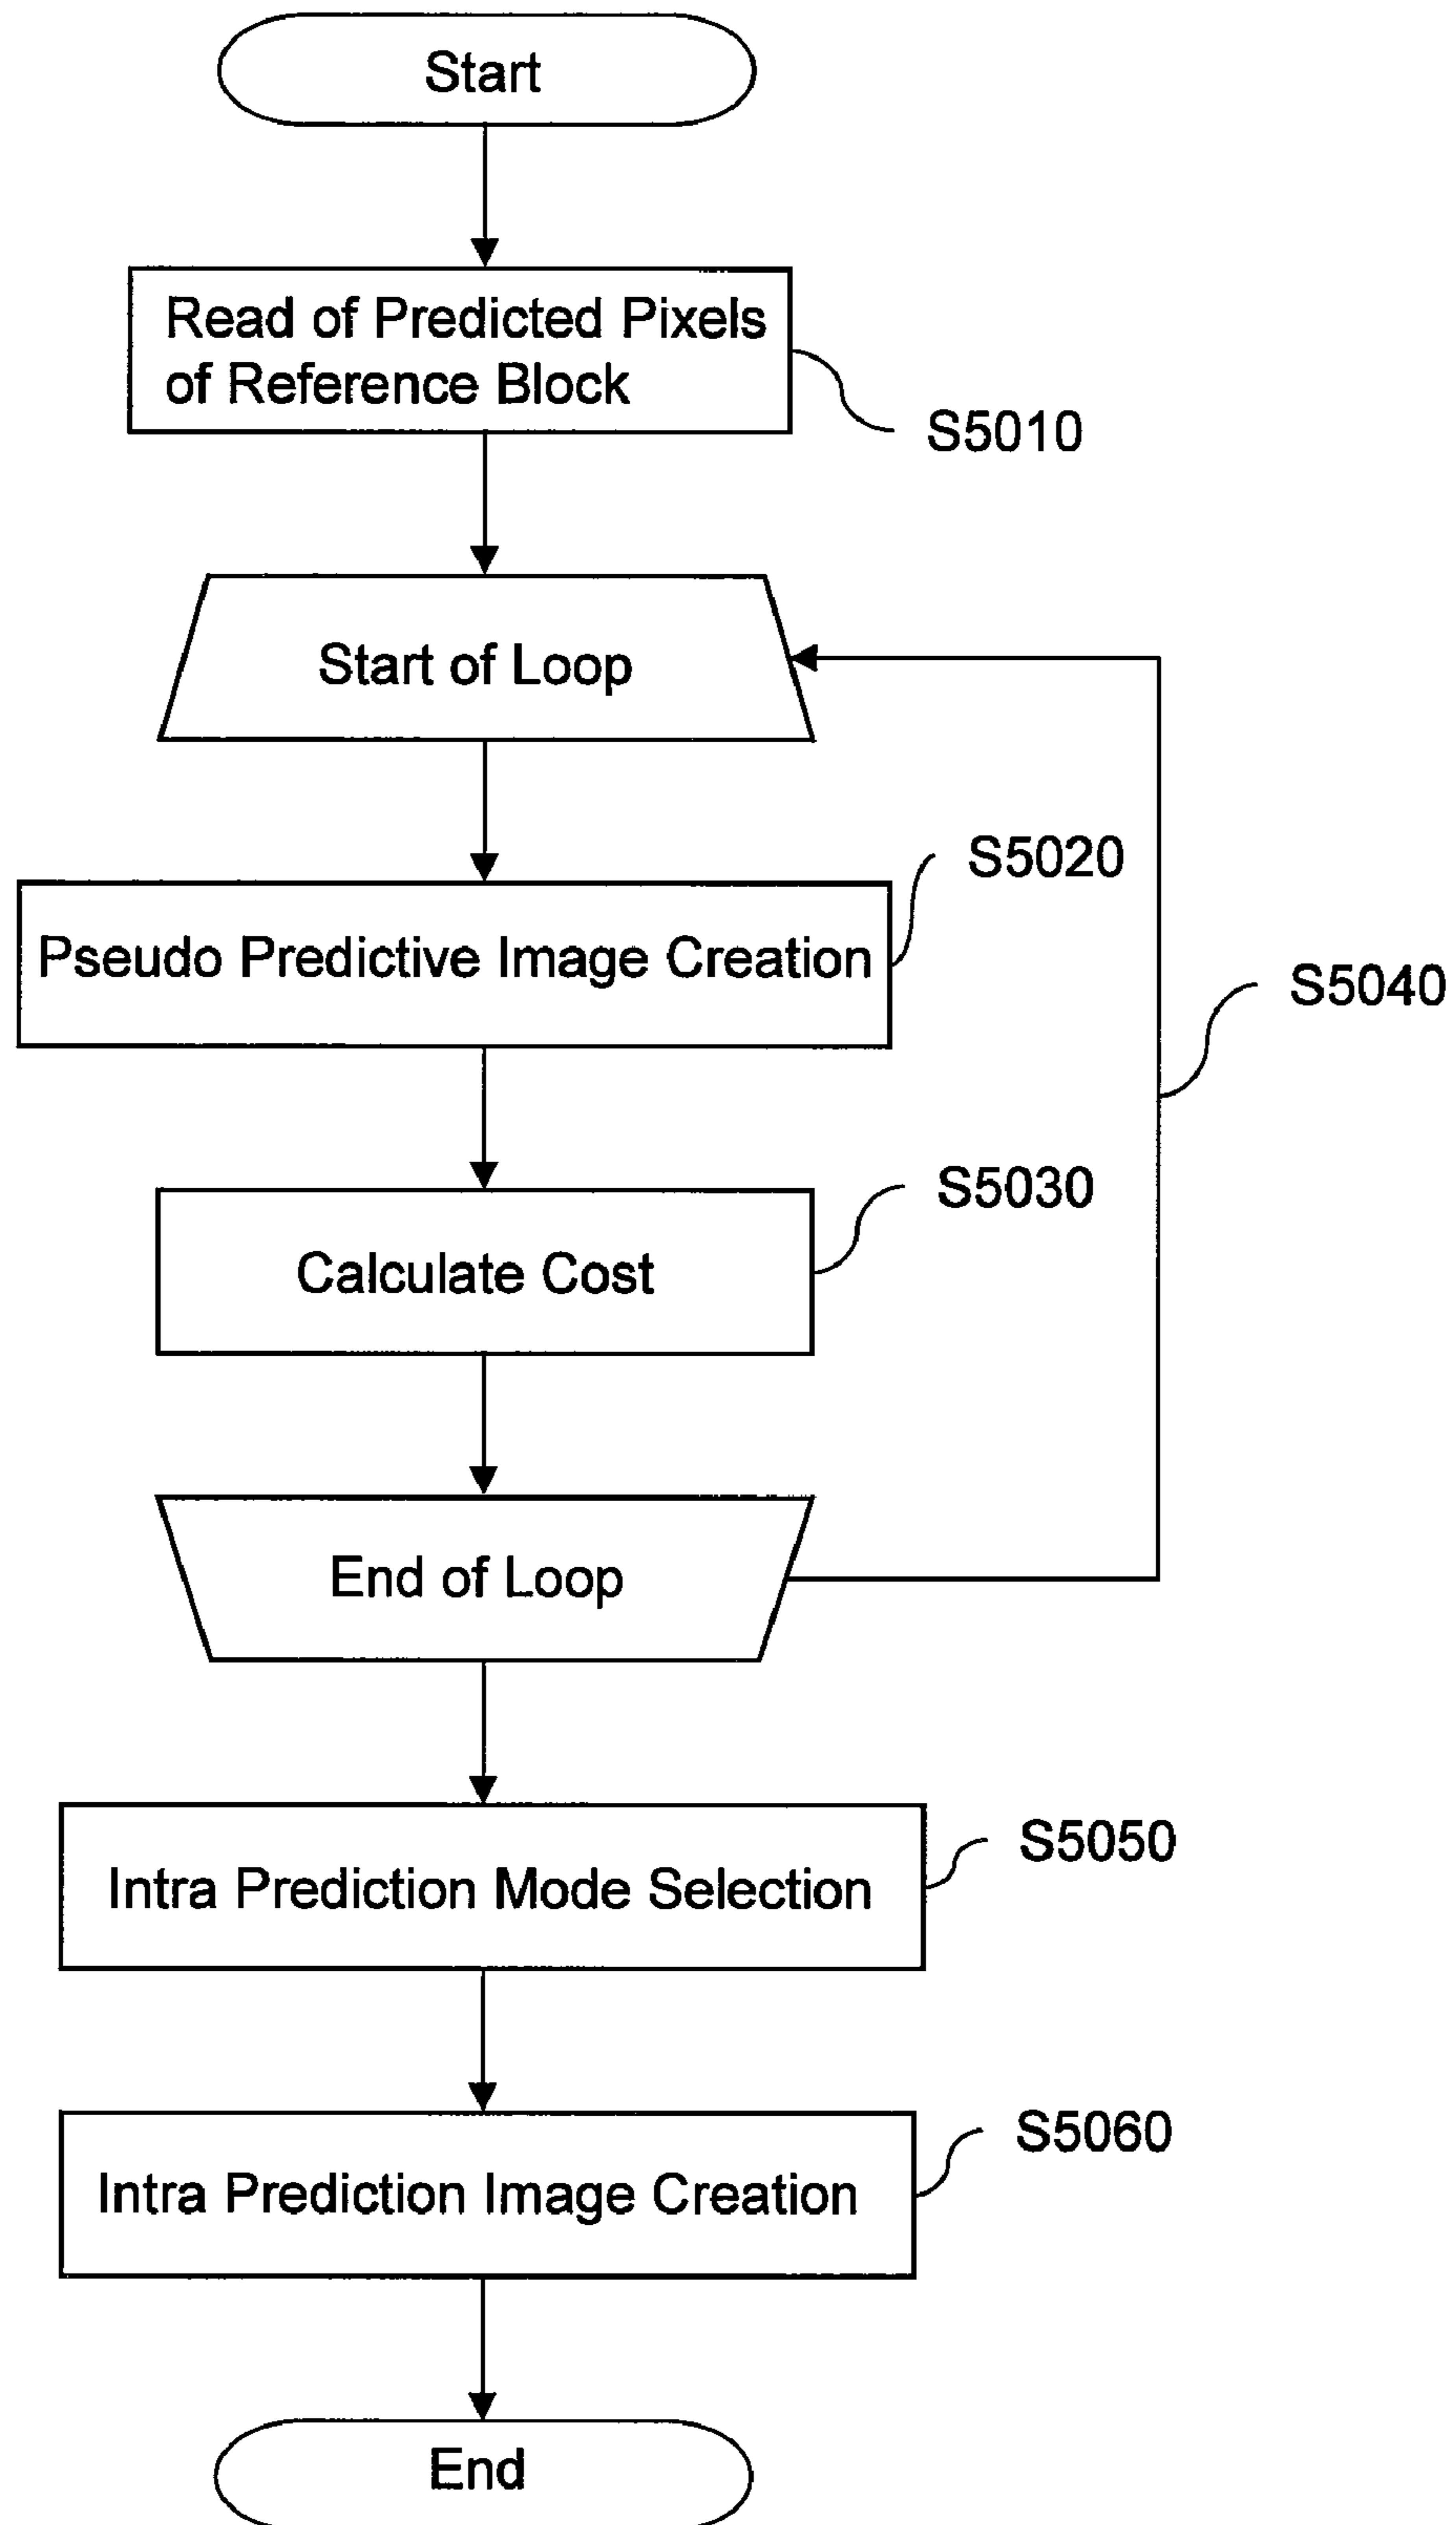 Start
Read of Predicted Pixels
of Reference Block
S5010
Start of Loop
S5020
Pseudo Predictive Image Creation
S5040
S5030
Calculate Cost
End of Loop
S5050
Intra Prediction Mode Selection
S5060
Intra Prediction Image Creation
End